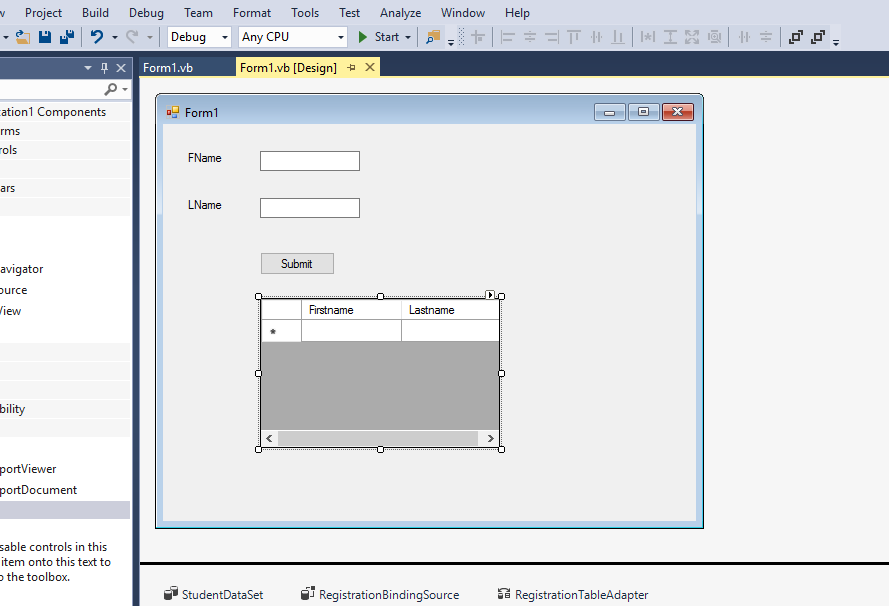 Project Build Debug Team Format Tools Test Analyze Window Help
Debug Any CPU Start
Form1.vb Form1.vb [Design]
ation1 Components
rms
rols
ars
avigator
ource
View
bility
portViewer
portDocument
sable controls in this
item onto this text to
o the toolbox.
Form1
FName
LName
Submit
Firstname Lastname
StudentDataSet RegistrationBindingSource RegistrationTableAdapter